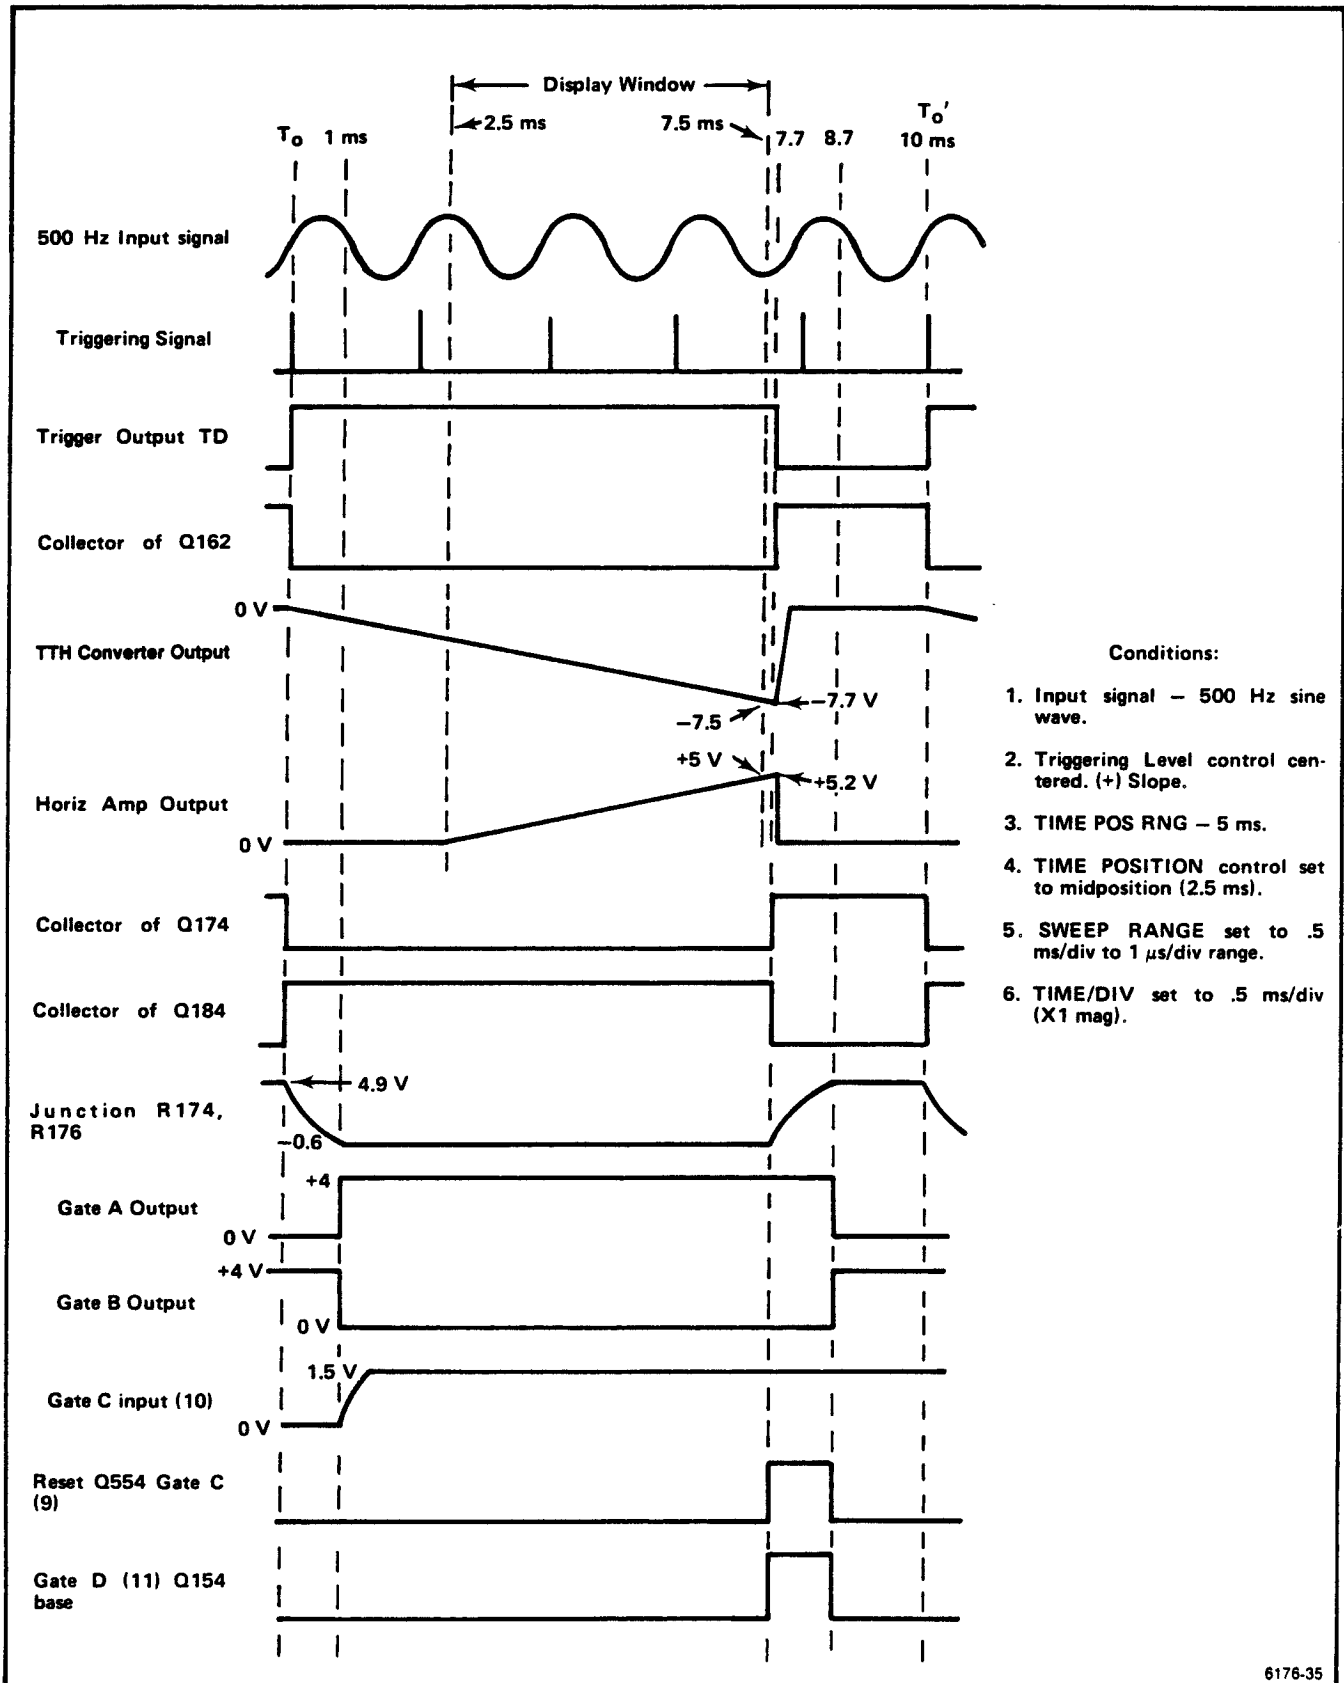 Display Window
2.5 ms
7.5 ms
To'
To 1 ms
7.7 8.7 10 ms
500 Hz Input signal
Triggering Signal
Trigger Output TD
Collector of Q162
0 V
TTH Converter Output
−7.7 V
−7.5
+5 V
+5.2 V
Horiz Amp Output
0 V
Collector of Q174
Collector of Q184
4.9 V
Junction R174,
R176
−0.6
+4
Gate A Output
0 V
+4 V
Gate B Output
0 V
1.5 V
Gate C input (10)
0 V
Reset Q554 Gate C
(9)
Gate D (11) Q154
base
Conditions:
1. Input signal — 500 Hz sine
wave.
2. Triggering Level control cen-
tered. (+) Slope.
3. TIME POS RNG — 5 ms.
4. TIME POSITION control set
to midposition (2.5 ms).
5. SWEEP RANGE set to .5
ms/div to 1 μs/div range.
6. TIME/DIV set to .5 ms/div
(X1 mag).
6176-35